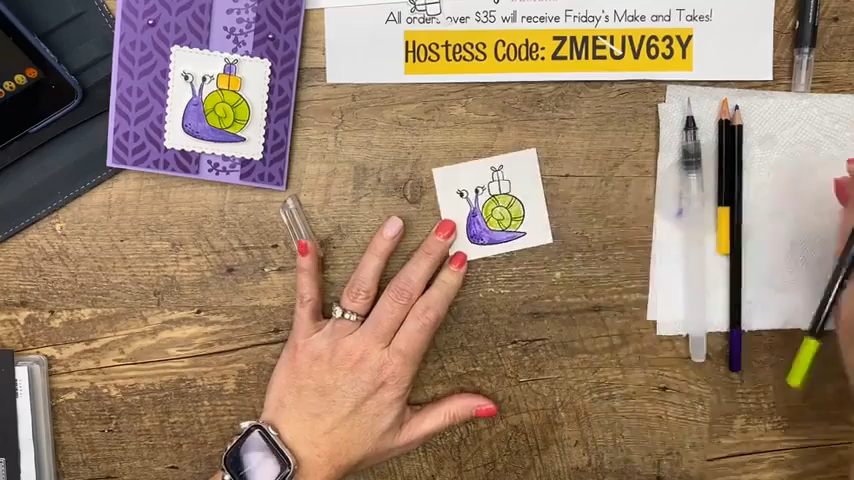 All orders over $35 will receive Friday's Make and Takes!
Hostess Code: ZMEUV63Y